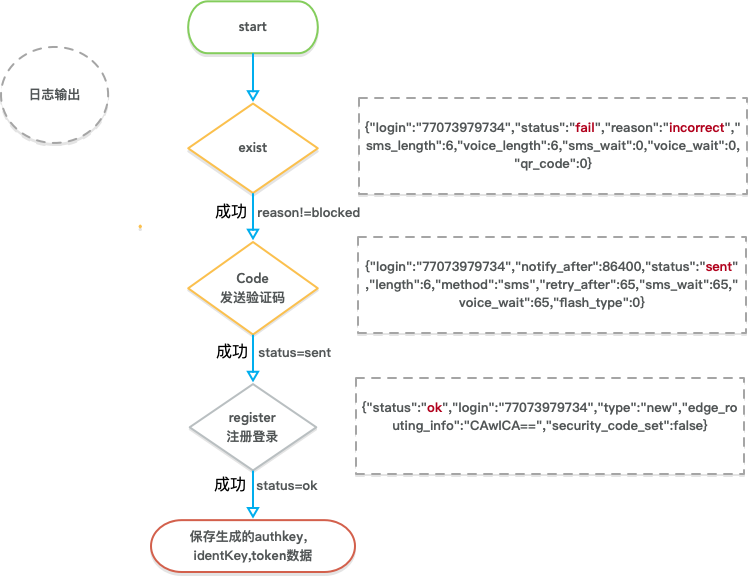 start
日志输出
exist
{"login":"77073979734","status":"fail","reason":"incorrect","
sms_length":6,"voice_length":6,"sms_wait":0,"voice_wait":0,
"qr_code":0}
成功 reason!=blocked
Code
发送验证码
{"login":"77073979734","notify_after":86400,"status":"sent"
,"length":6,"method":"sms","retry_after":65,"sms_wait":65,"
voice_wait":65,"flash_type":0}
成功 status=sent
register
注册登录
{"status":"ok","login":"77073979734","type":"new","edge_ro
uting_info":"CAwICA==","security_code_set":false}
成功 status=ok
保存生成的authkey,
identKey,token数据